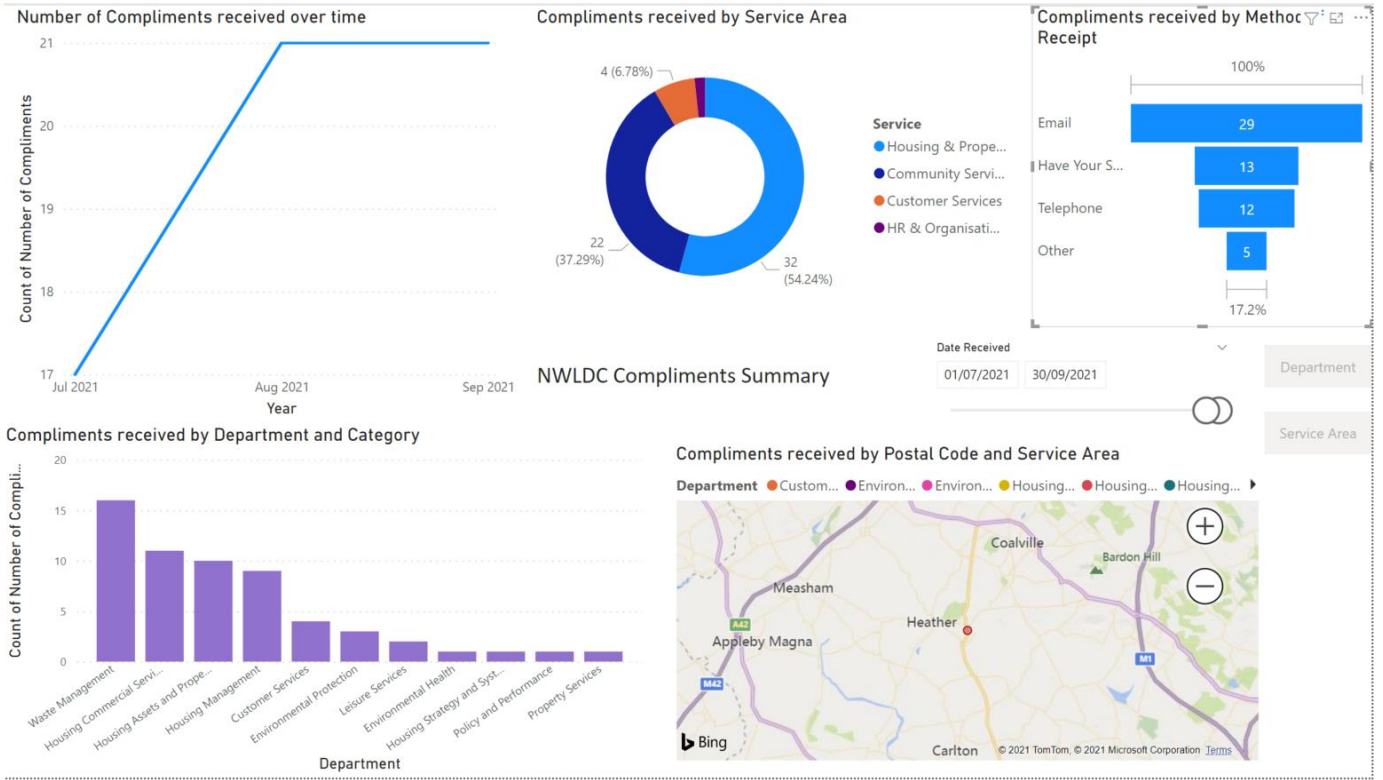 Number of Compliments received over time
21
20
19
18
17
Count of Number of Compliments
Jul 2021
Aug 2021
Sep 2021
Year
Compliments received by Service Area
4 (6.78%)
22
(37.29%)
32
(54.24%)
Service
Housing & Prope...
Community Servi...
Customer Services
HR & Organisati...
Compliments received by Method
Receipt
100%
Email
29
Have Your S...
13
Telephone
12
Other
5
17.2%
NWLDC Compliments Summary
Date Received
01/07/2021
30/09/2021
Department
Service Area
Compliments received by Department and Category
20
15
10
5
0
Count of Number of Compli...
Waste Management
Housing Commercial Servi...
Housing Assets and Prope...
Housing Management
Customer Services
Environmental Protection
Leisure Services
Environmental Health
Housing Strategy and Syst...
Policy and Performance
Property Services
Department
Compliments received by Postal Code and Service Area
Department Custom... Environ... Environ... Housing... Housing... Housing...
Coalville
Bardon Hill
Measham
Heather
A42
Appleby Magna
M1
M42
Bing
Carlton
© 2021 TomTom, © 2021 Microsoft Corporation Terms